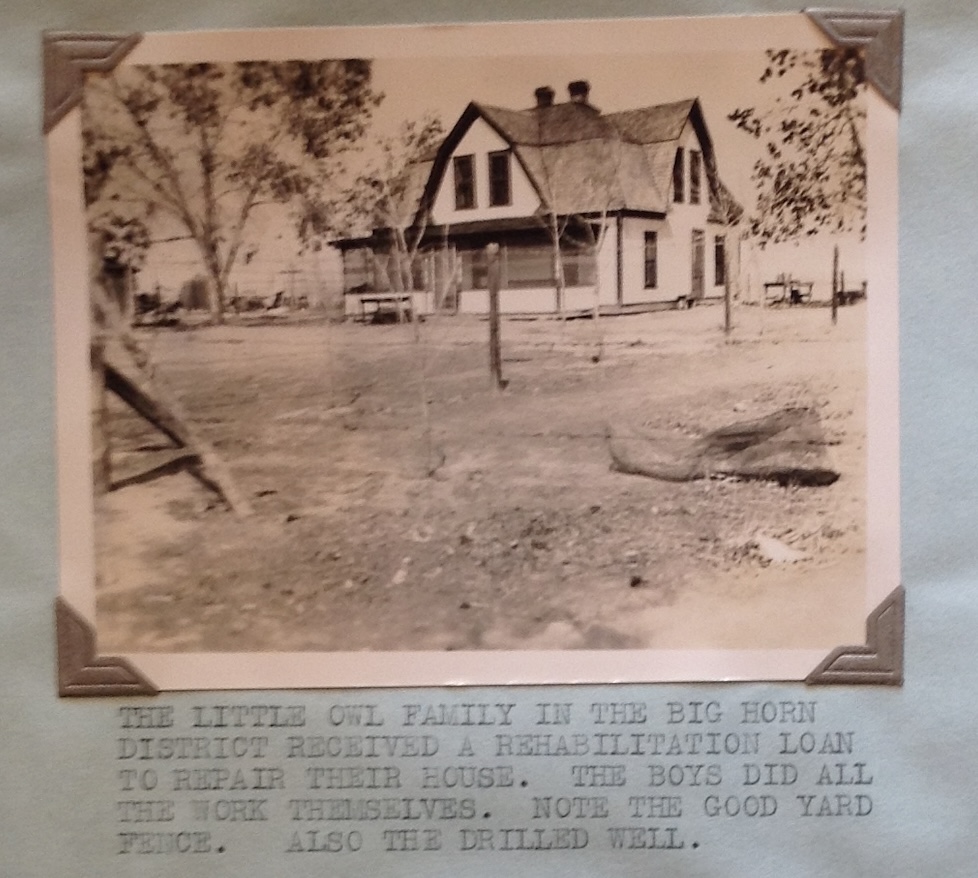 THE LITTLE OWL FAMILY IN THE BIG HORN
DISTRICT RECEIVED A REHABILITATION LOAN
TO REPAIR THEIR HOUSE. THE BOYS DID ALL
THE WORK THEMSELVES. NOTE THE GOOD YARD
FENCE. ALSO THE DRILLED WELL.